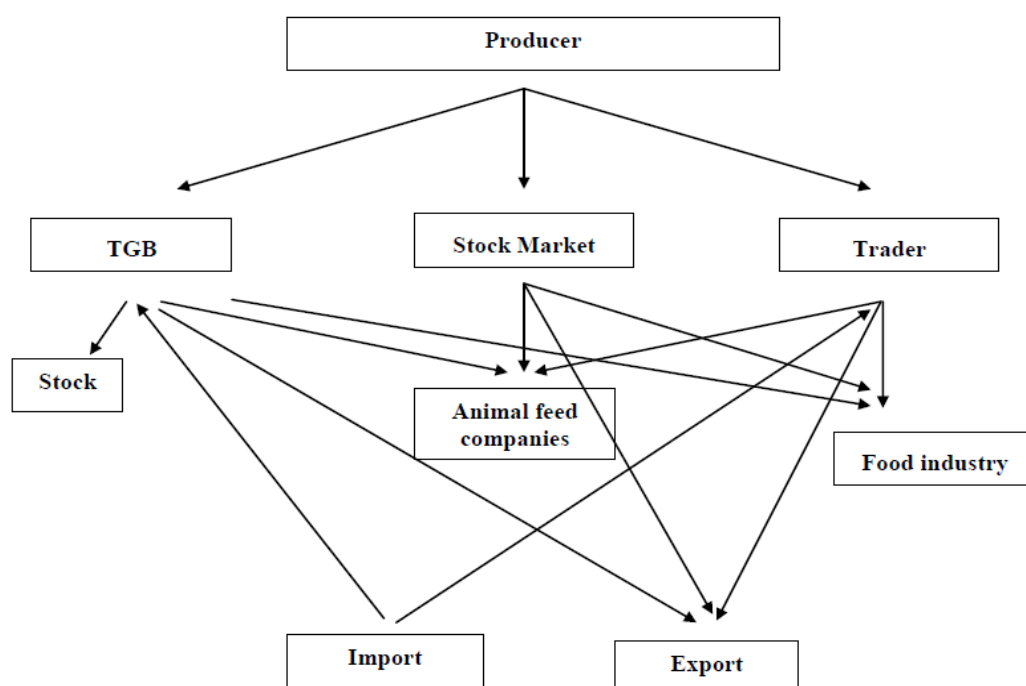 Producer
TGB
Stock Market
Trader
Stock
Animal feed
companies
Food industry
Import
Export